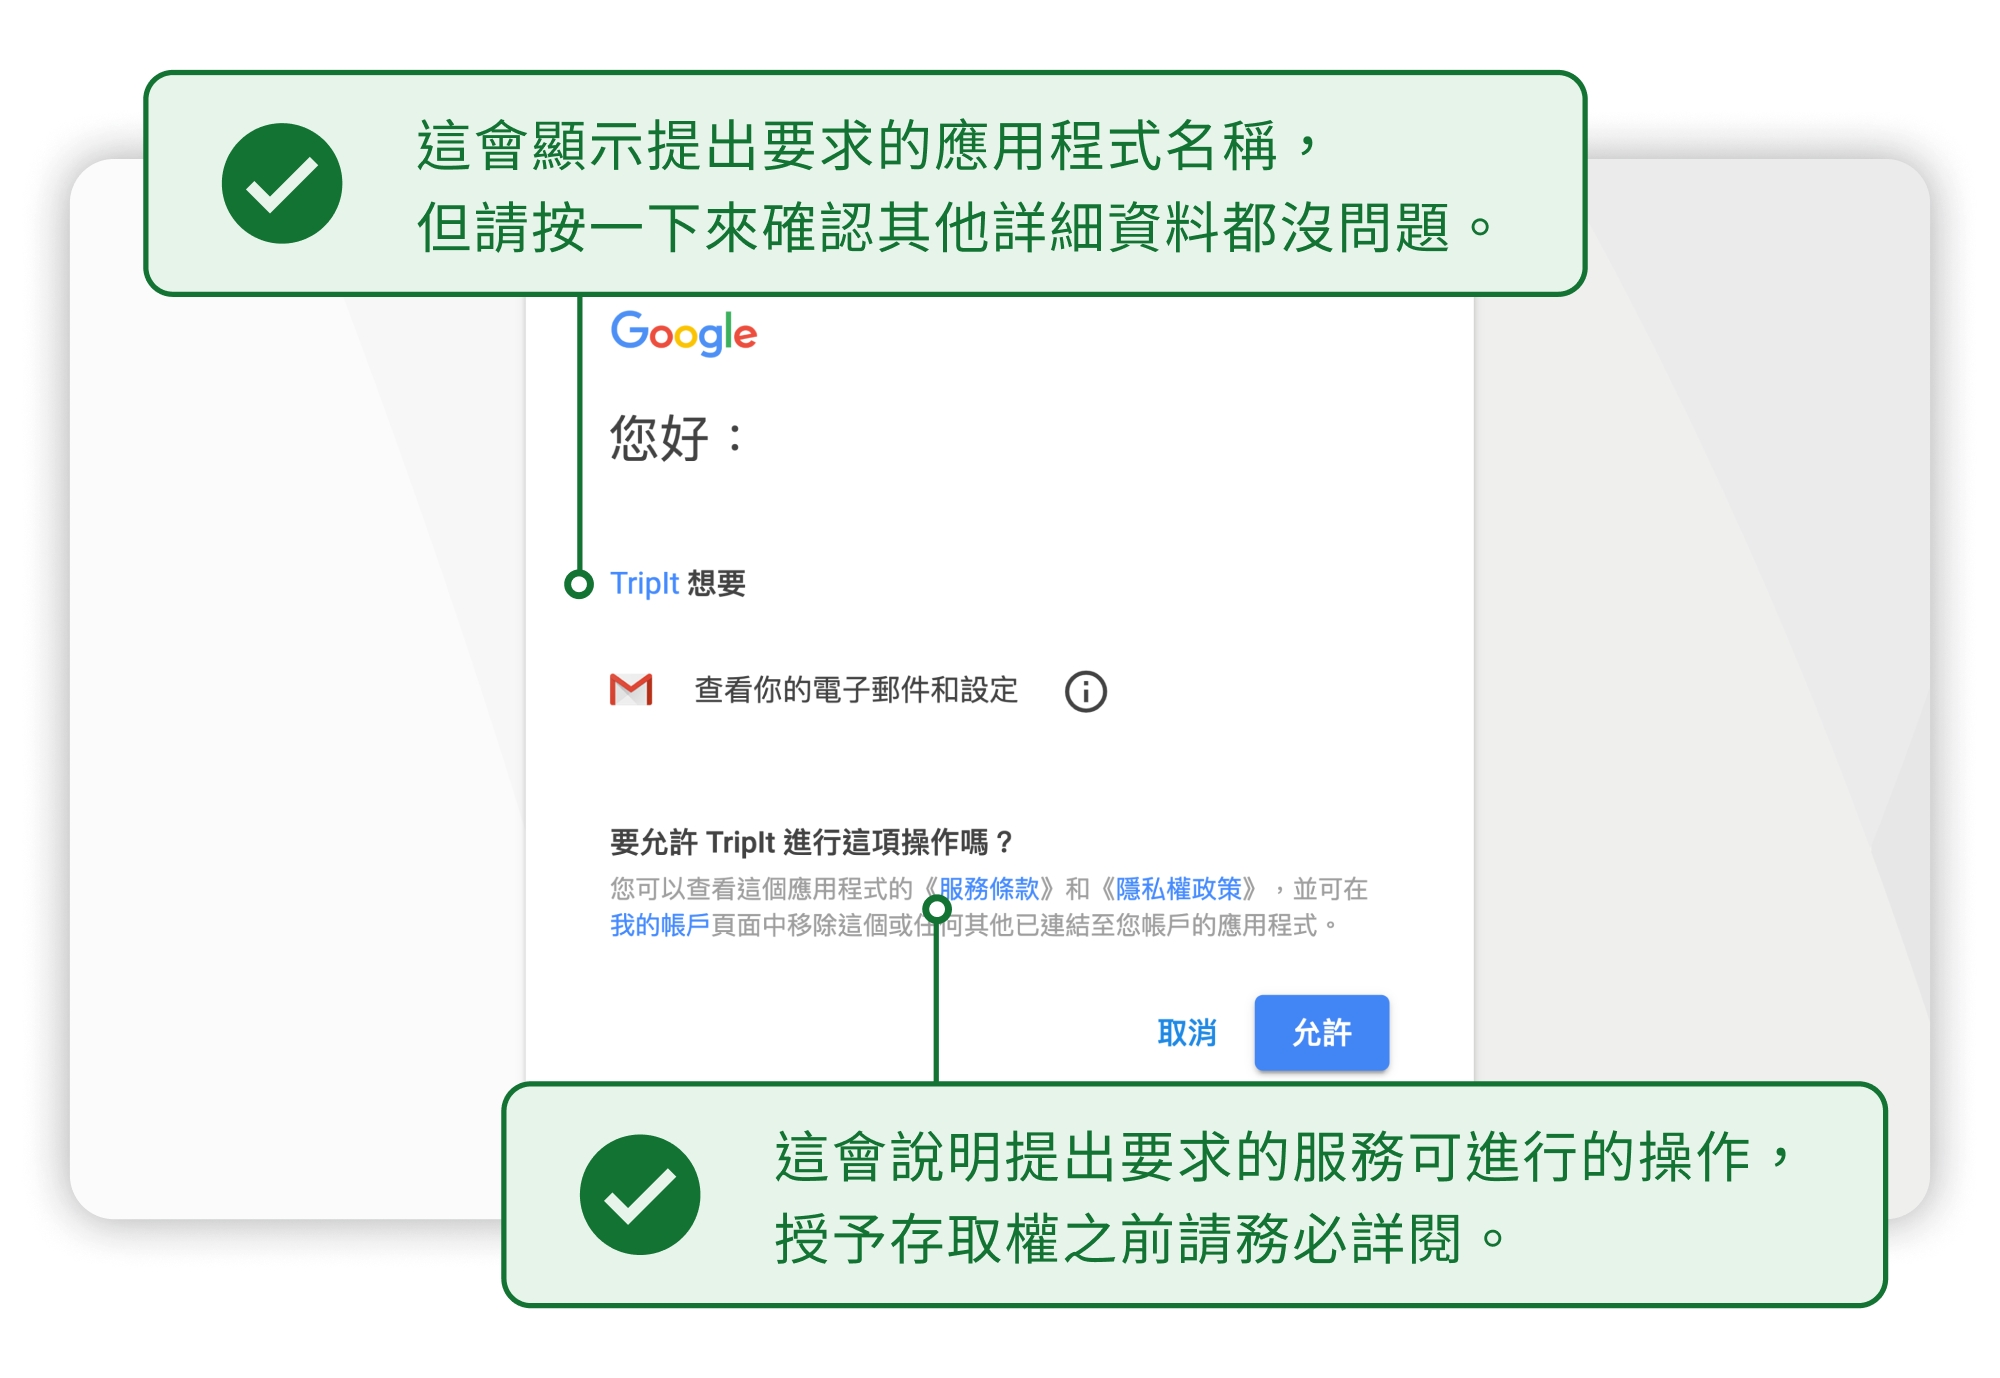 這會顯示提出要求的應用程式名稱，
但請按一下來確認其他詳細資料都沒問題。
Google
您好：
TripIt 想要
查看你的電子郵件和設定
要允許 TripIt 進行這項操作嗎？
您可以查看這個應用程式的《服務條款》和《隱私權政策》，並可在
我的帳戶頁面中移除這個或任何其他已連結至您帳戶的應用程式。
取消
允許
這會說明提出要求的服務可進行的操作，
授予存取權之前請務必詳閱。